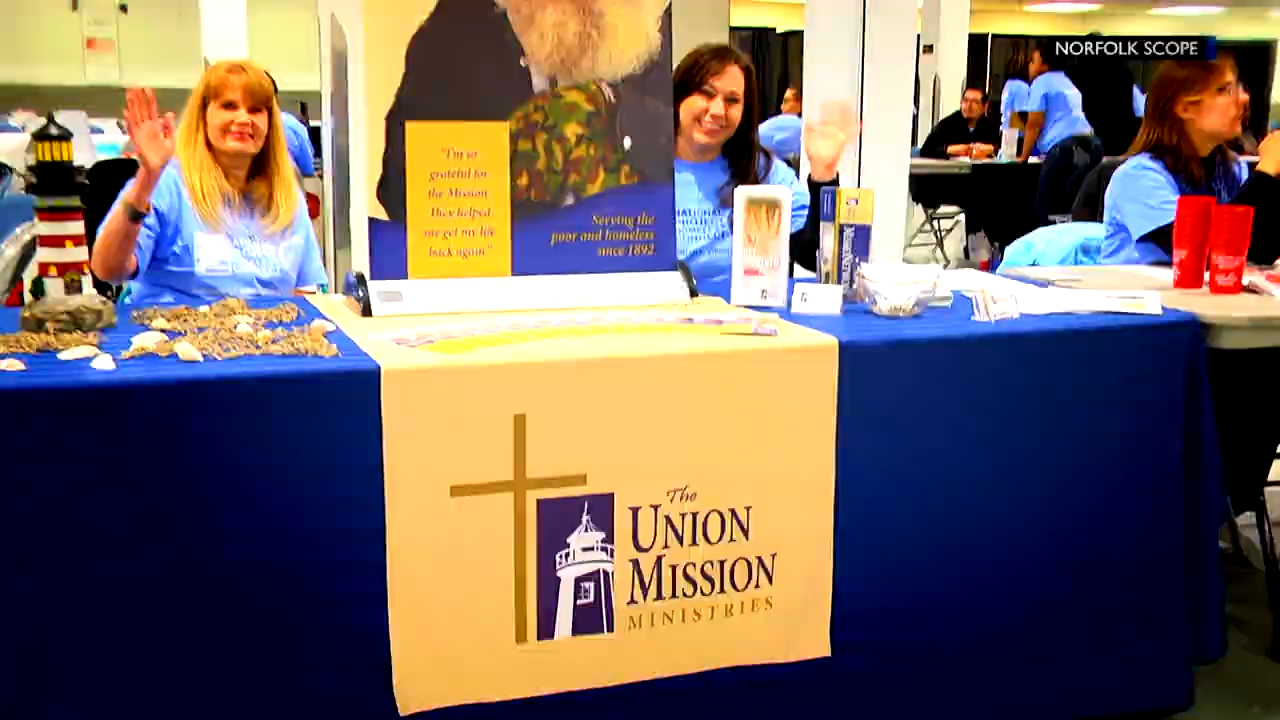 NORFOLK SCOPE
"I'm so
grateful for
the Mission.
They helped
me get my life
back again."
Serving the
poor and homeless
since 1892.
The
UNION
MISSION
MINISTRIES